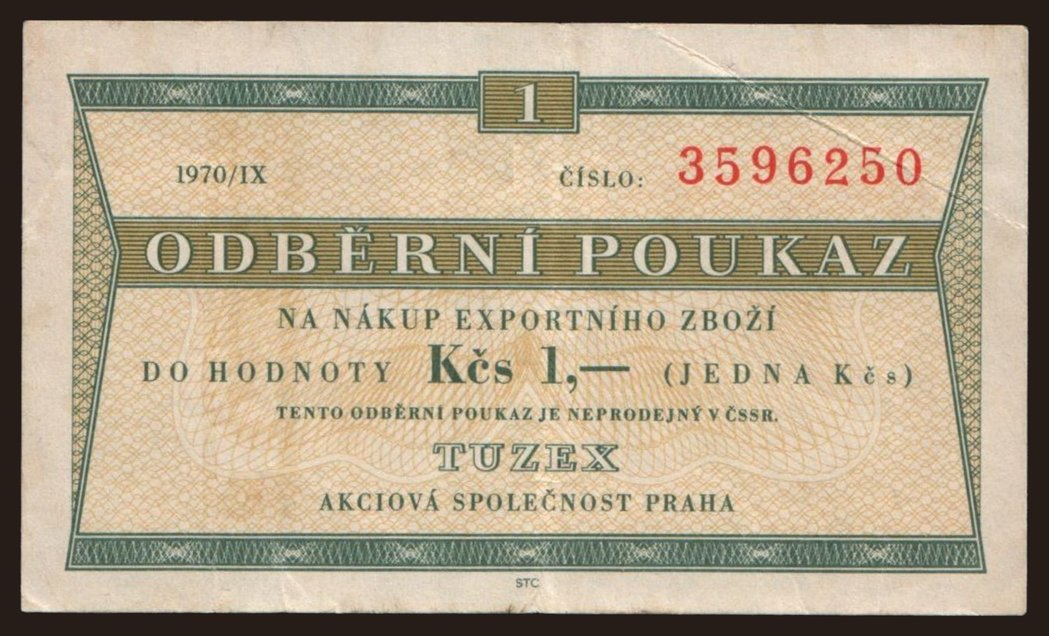 1
1970/IX ČÍSLO: 3596250
ODBĚRNÍ POUKAZ
NA NÁKUP EXPORTNÍHO ZBOŽÍ
DO HODNOTY Kčs 1,— (JEDNA Kčs)
TENTO ODBĚRNÍ POUKAZ JE NEPRODEJNÝ V ČSSR.
TUZEX
AKCIOVÁ SPOLEČNOST PRAHA
STC